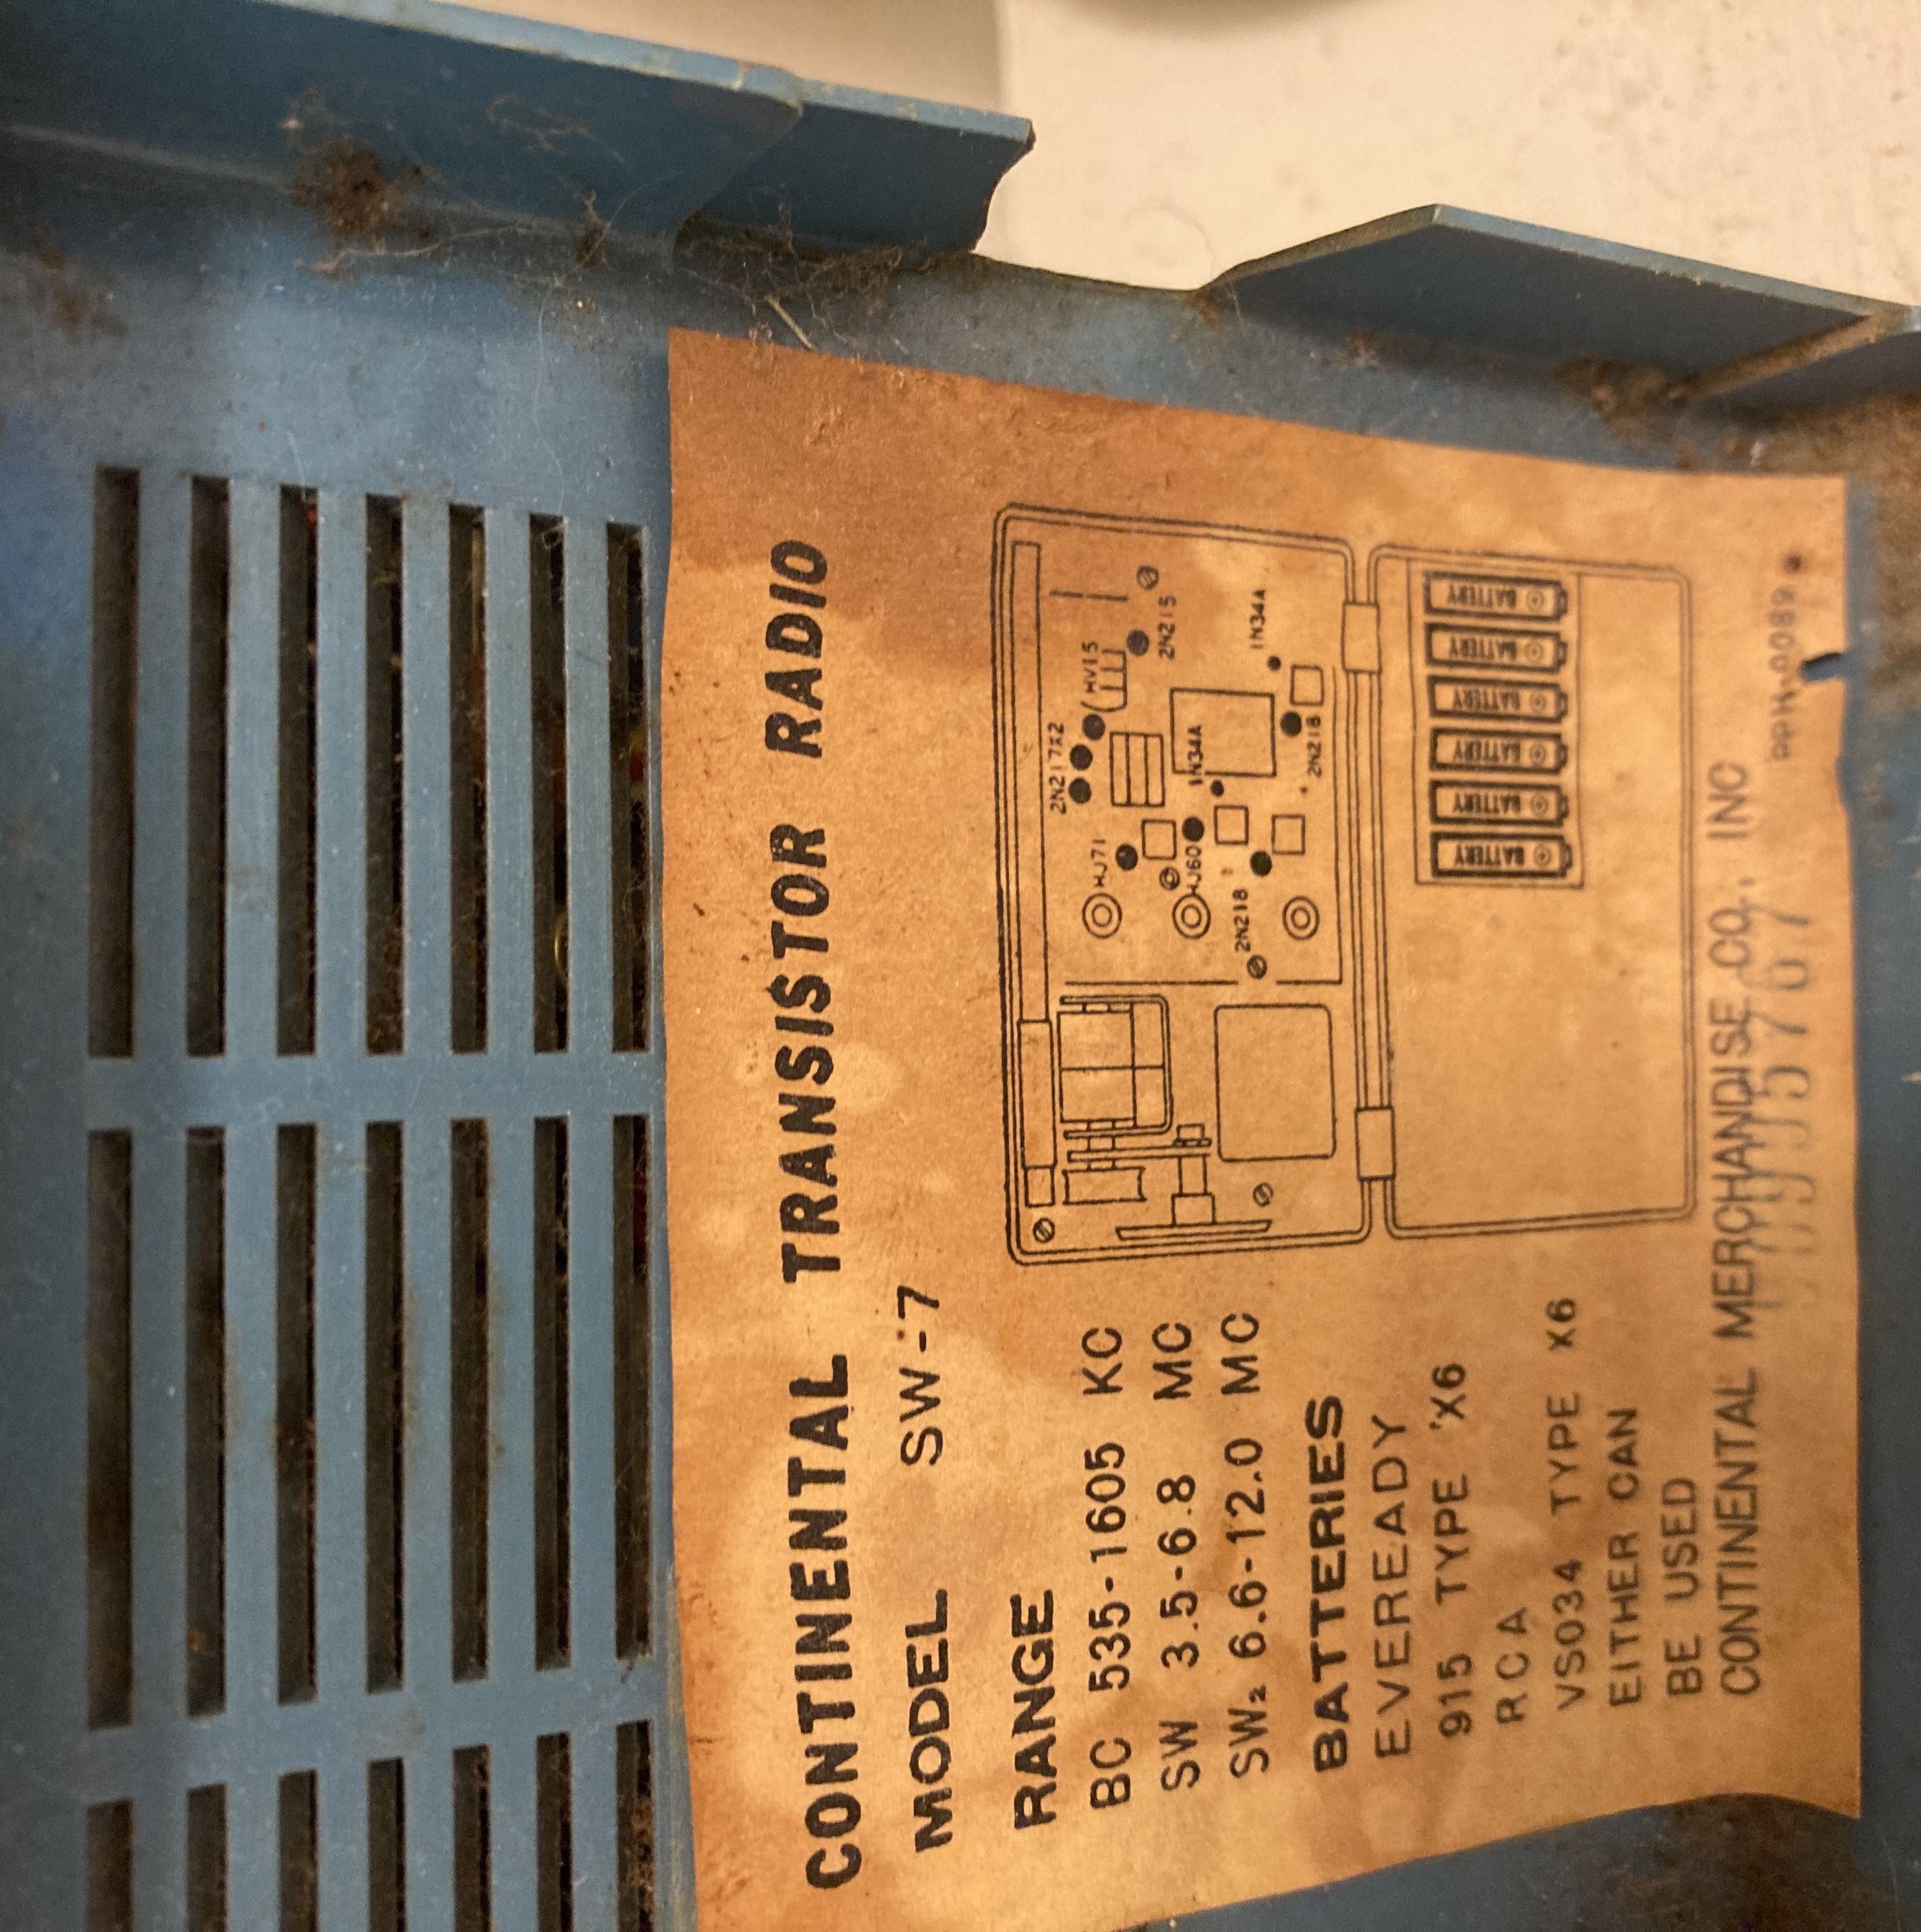 CONTINENTAL TRANSISTOR RADIO
MODEL SW-7
RANGE
BC 535-1605 KC
SW 3.5-6.8 MC
SW₂ 6.6-12.0 MC
BATTERIES
EVEREADY
915 TYPE X6
RCA
VS034 TYPE X6
EITHER CAN
BE USED
CONTINENTAL MERCHANDISE CO., INC
2N217X2
HJ71
HV15
2N215
HJ60
1N34A
1N34A
2N218
2N218
BATTERY
BATTERY
BATTERY
BATTERY
BATTERY
BATTERY